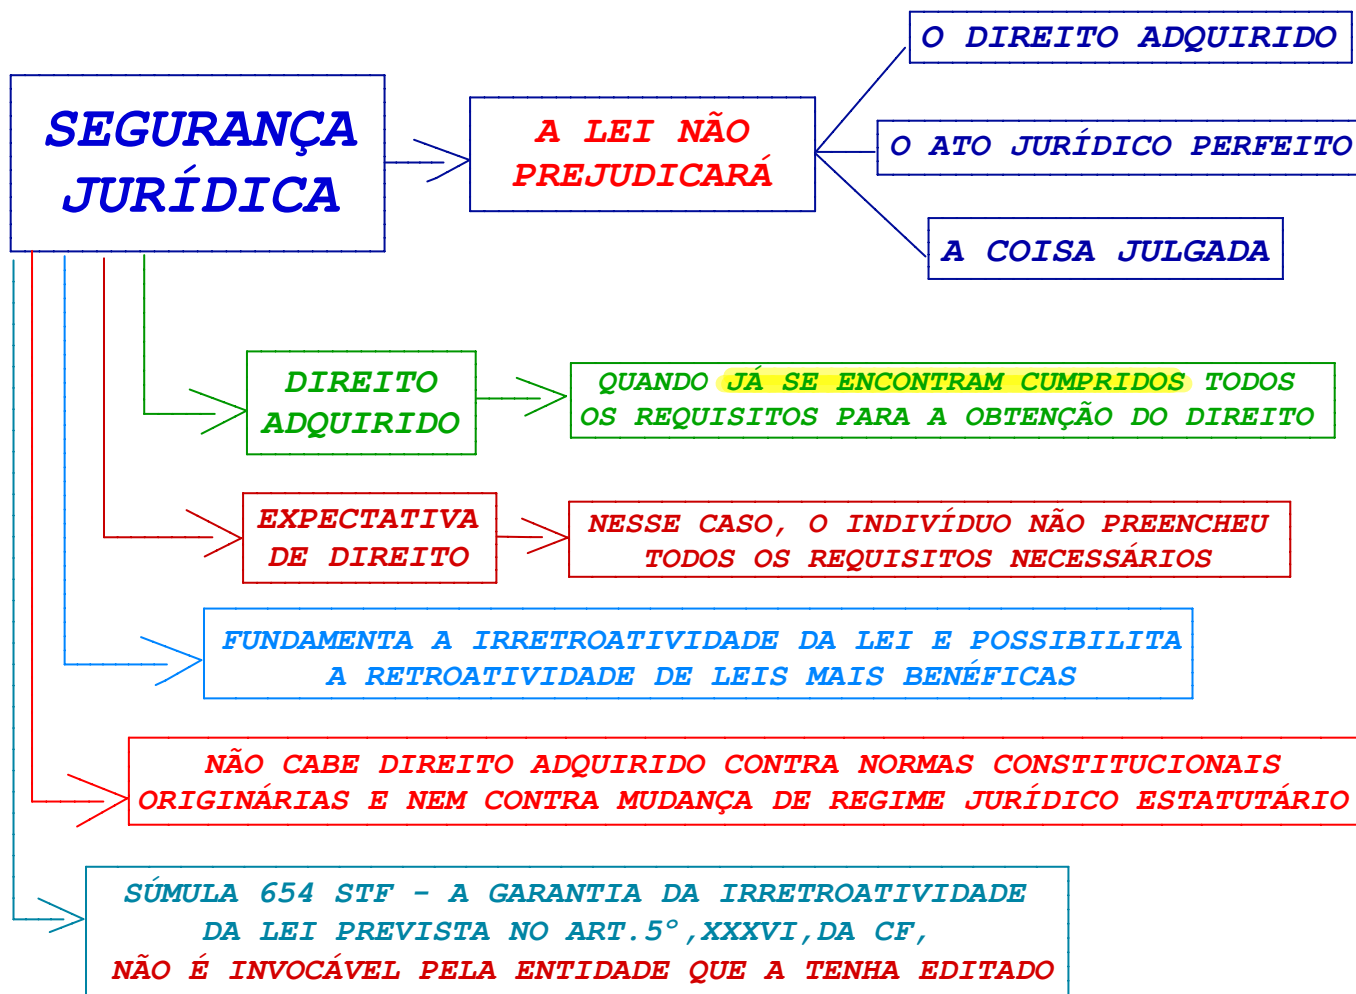 SEGURANÇA
JURÍDICA
A LEI NÃO
PREJUDICARÁ
O DIREITO ADQUIRIDO
O ATO JURÍDICO PERFEITO
A COISA JULGADA
DIREITO
ADQUIRIDO
QUANDO JÁ SE ENCONTRAM CUMPRIDOS TODOS
OS REQUISITOS PARA A OBTENÇÃO DO DIREITO
EXPECTATIVA
DE DIREITO
NESSE CASO, O INDIVÍDUO NÃO PREENCHEU
TODOS OS REQUISITOS NECESSÁRIOS
FUNDAMENTA A IRRETROATIVIDADE DA LEI E POSSIBILITA
A RETROATIVIDADE DE LEIS MAIS BENÉFICAS
NÃO CABE DIREITO ADQUIRIDO CONTRA NORMAS CONSTITUCIONAIS
ORIGINÁRIAS E NEM CONTRA MUDANÇA DE REGIME JURÍDICO ESTATUTÁRIO
SÚMULA 654 STF - A GARANTIA DA IRRETROATIVIDADE
DA LEI PREVISTA NO ART.5º,XXXVI,DA CF,
NÃO É INVOCÁVEL PELA ENTIDADE QUE A TENHA EDITADO